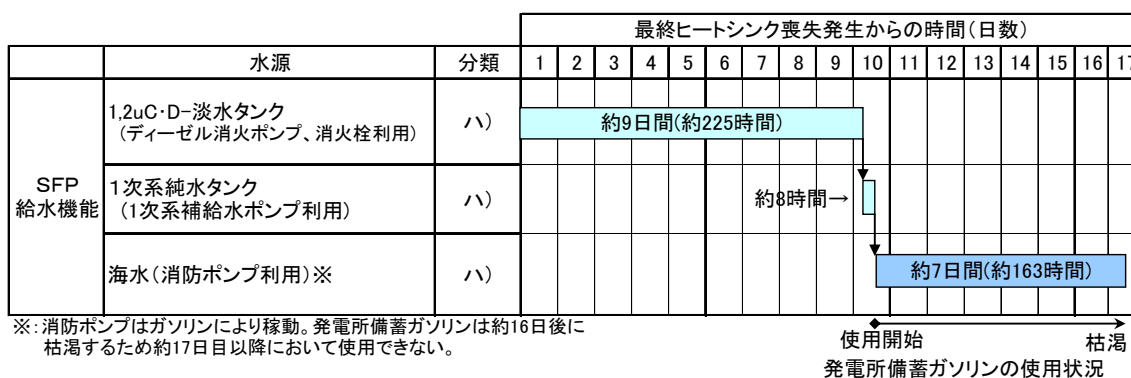 最終ヒートシンク喪失発生からの時間(日数)
水源 分類 1 2 3 4 5 6 7 8 9 10 11 12 13 14 15 16 17
SFP
給水機能
1,2uC・D-淡水タンク
(ディーゼル消火ポンプ、消火栓利用)
ハ)
約9日間(約225時間)
1次系純水タンク
(1次系補給水ポンプ利用)
ハ)
約8時間→
海水(消防ポンプ利用)※
ハ)
約7日間(約163時間)
※:消防ポンプはガソリンにより稼動。発電所備蓄ガソリンは約16日後に
枯渇するため約17日目以降において使用できない。
使用開始 枯渇
発電所備蓄ガソリンの使用状況